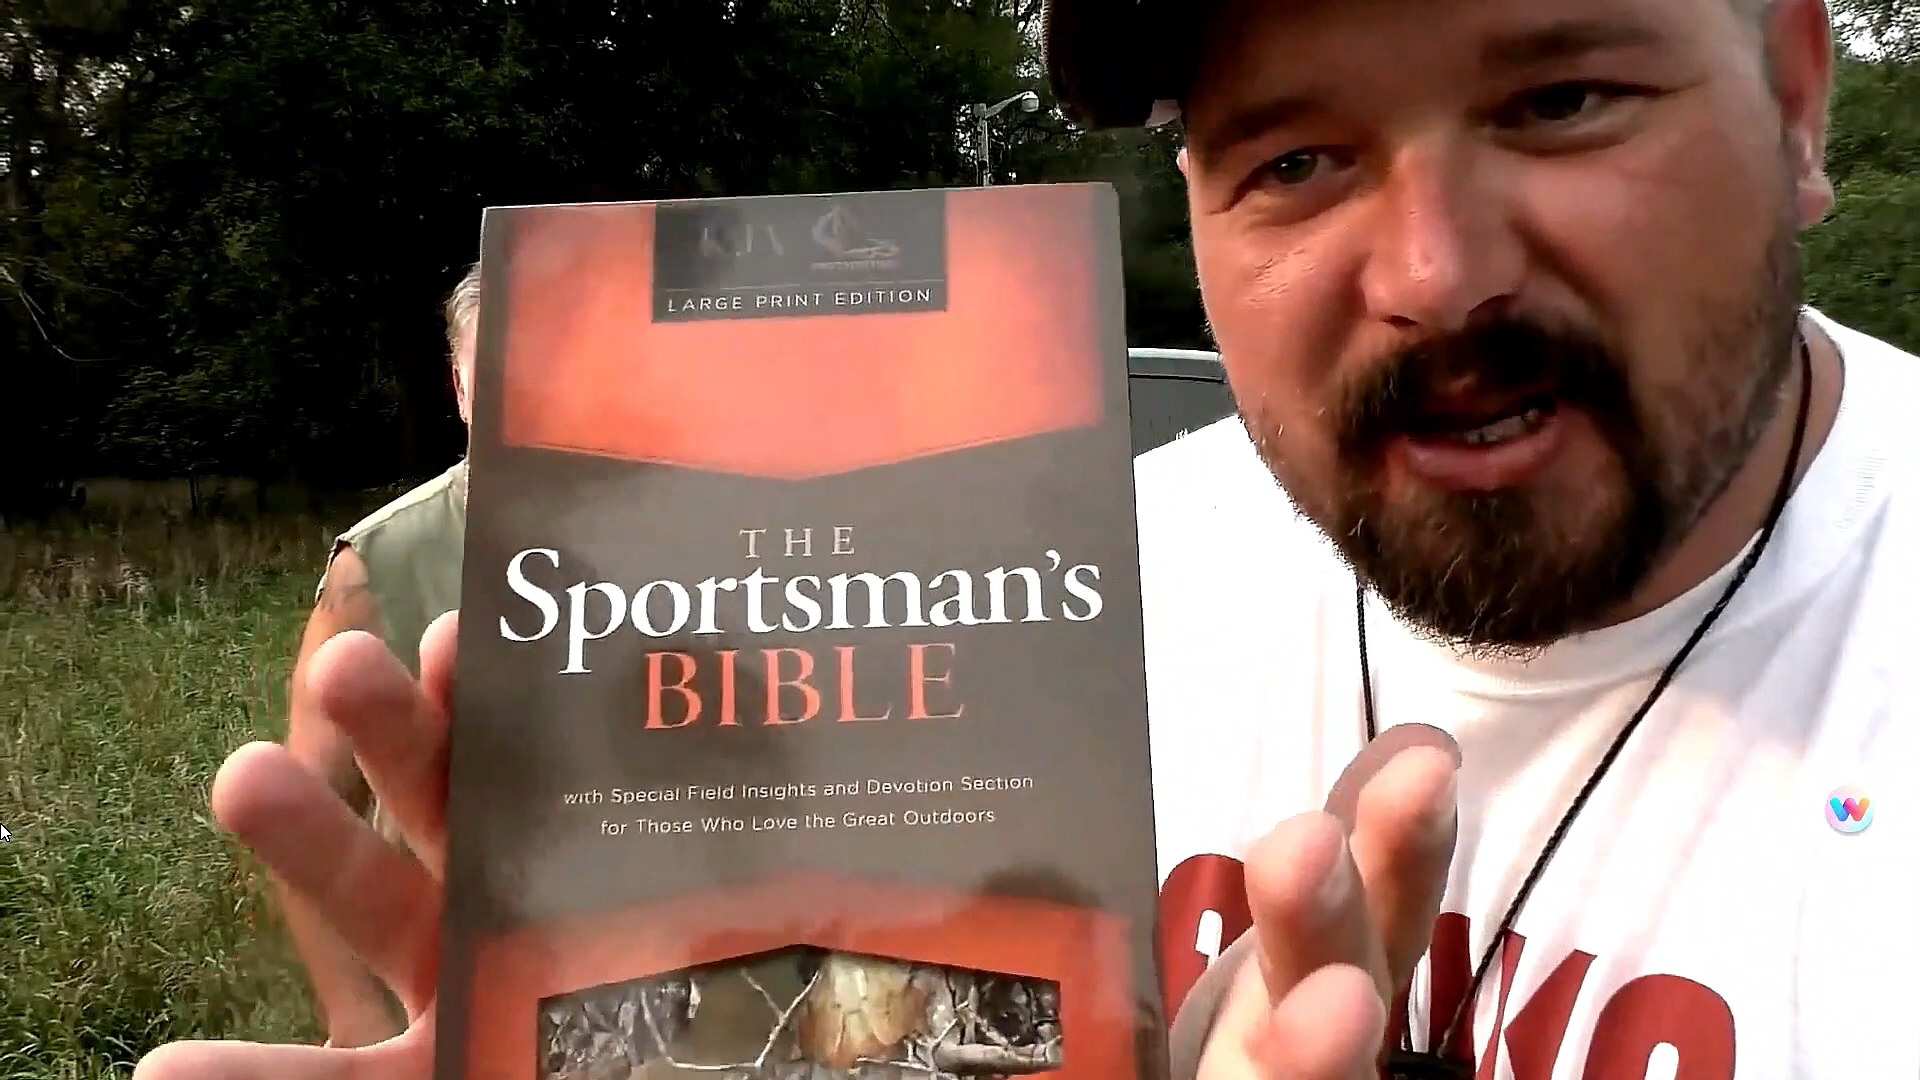 KJV
LARGE PRINT EDITION
THE
Sportsman's
BIBLE
with Special Field Insights and Devotion Section
for Those Who Love the Great Outdoors